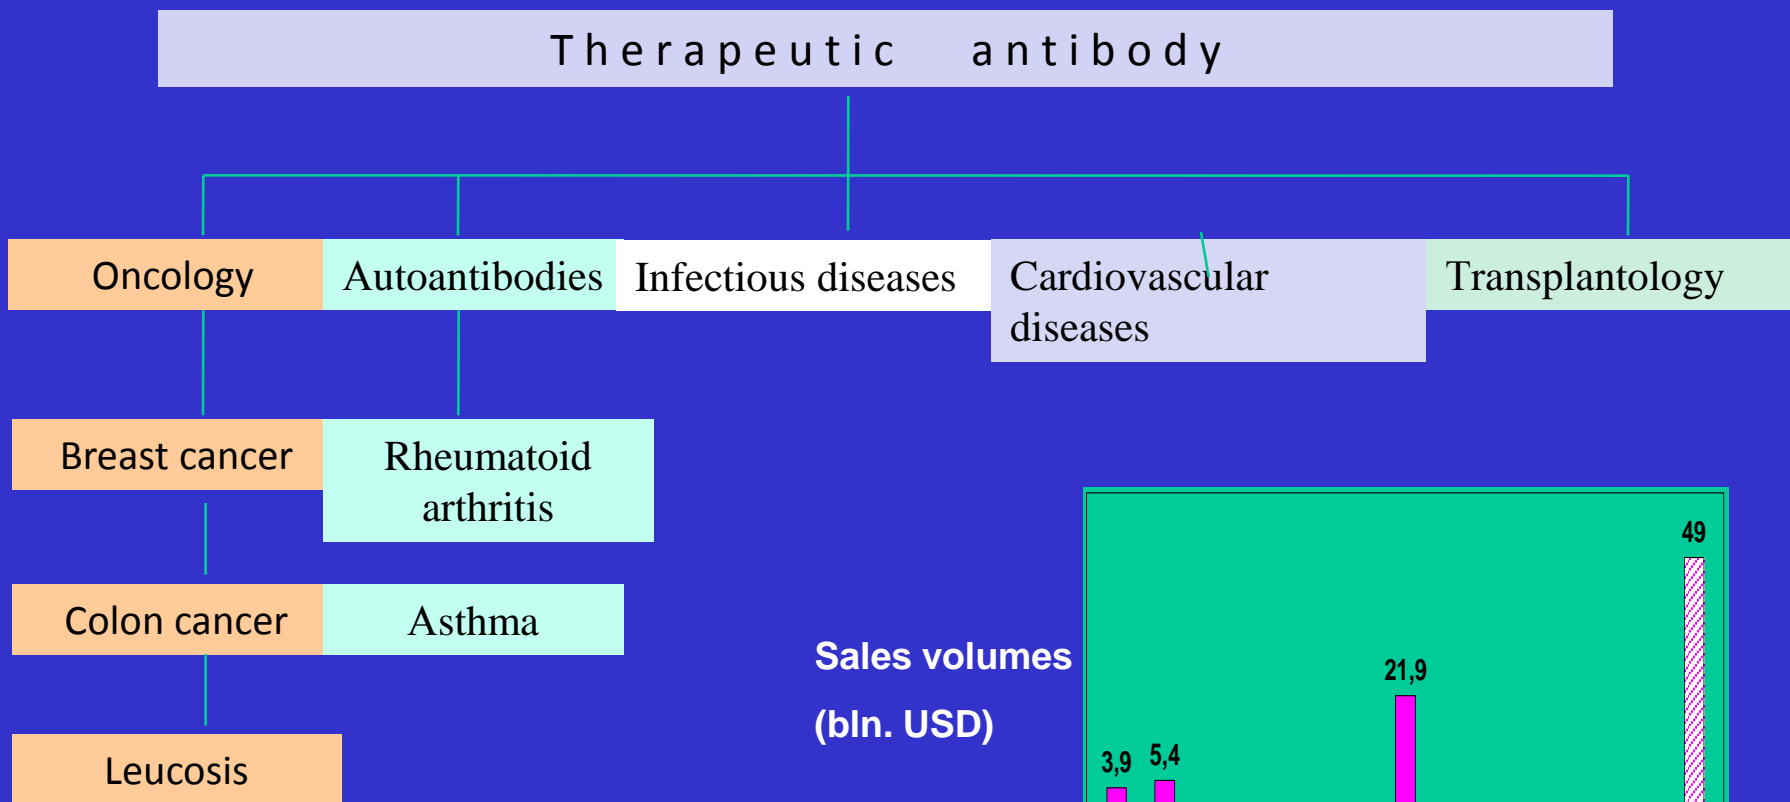 Therapeutic antibody
Oncology
Autoantibodies
Infectious diseases
Cardiovascular
diseases
Transplantology
Breast cancer
Rheumatoid
arthritis
Colon cancer
Asthma
Leucosis
Sales volumes
(bln. USD)
3,9
5,4
21,9
49